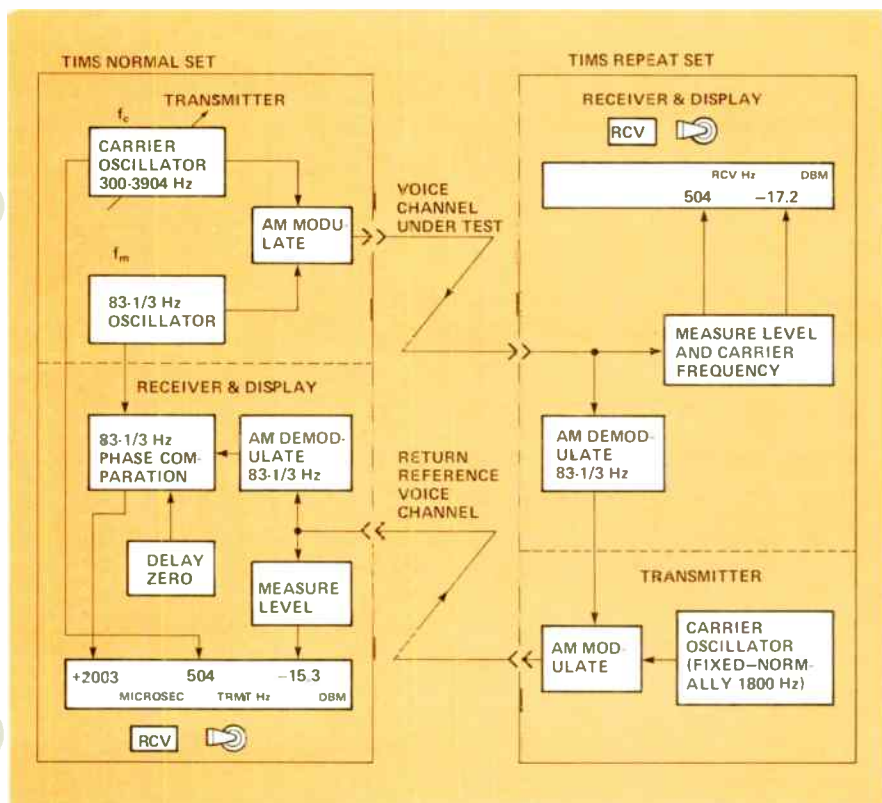 TIMS NORMAL SET
TRANSMITTER
fc
CARRIER
OSCILLATOR
300-3904 Hz
AM MODU-
LATE
fm
83-1/3 Hz
OSCILLATOR
RECEIVER & DISPLAY
83-1/3 Hz
PHASE COM-
PARATION
AM DEMOD-
ULATE
83-1/3 Hz
DELAY
ZERO
MEASURE
LEVEL
+2003 504 -15.3
MICROSEC TRMT Hz DBM
RCV
VOICE
CHANNEL
UNDER TEST
RETURN
REFERENCE
VOICE
CHANNEL
TIMS REPEAT SET
RECEIVER & DISPLAY
RCV
RCV Hz DBM
504 -17.2
MEASURE LEVEL
AND CARRIER
FREQUENCY
AM DEMOD-
ULATE
83-1/3 Hz
TRANSMITTER
AM MOD-
ULATE
CARRIER
OSCILLATOR
(FIXED-NORM-
ALLY 1800 Hz)